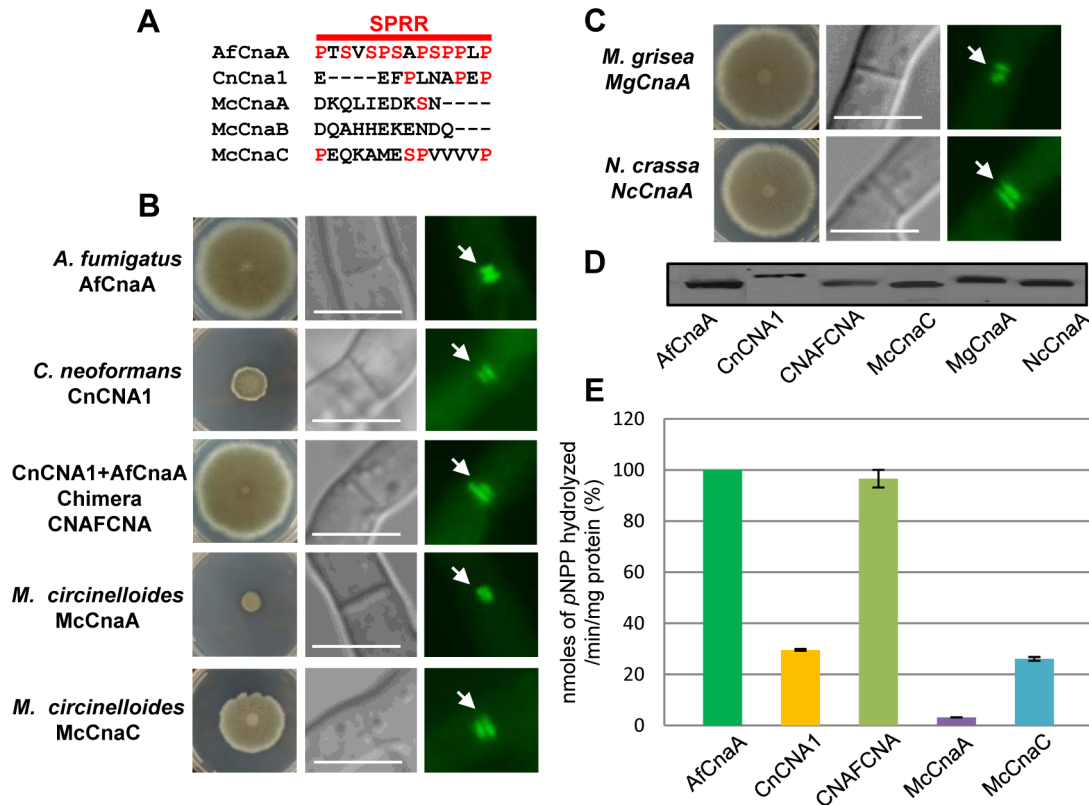 A
SPRR
AfCnaA PTSVSPSAPSPPLP
CnCna1 E----EFPLNAPEP
McCnaA DKQLIEDKSN----
McCnaB DQAHHEKENDQ---
McCnaC PEQKAMESPVVVVP
B
A. fumigatus
AfCnaA
C. neoformans
CnCNA1
CnCNA1+AfCnaA
Chimera
CNAFCNA
M. circinelloides
McCnaA
M. circinelloides
McCnaC
C
M. grisea
MgCnaA
N. crassa
NcCnaA
D
AfCnaA CnCNA1 CNAFCNA McCnaC MgCnaA NcCnaA
E
nmoles of pNPP hydrolyzed
/min/mg protein (%)
120
100
80
60
40
20
0
AfCnaA CnCNA1 CNAFCNA McCnaA McCnaC